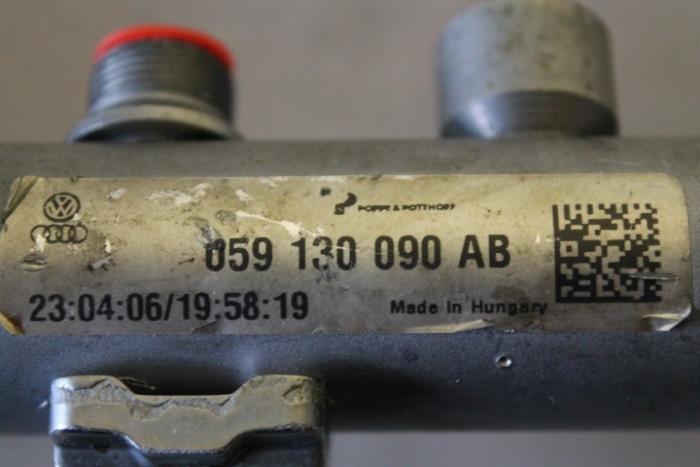 POPPE & POTTHOFF
059 130 090 AB
23:04:06/19:58:19
Made in Hungary